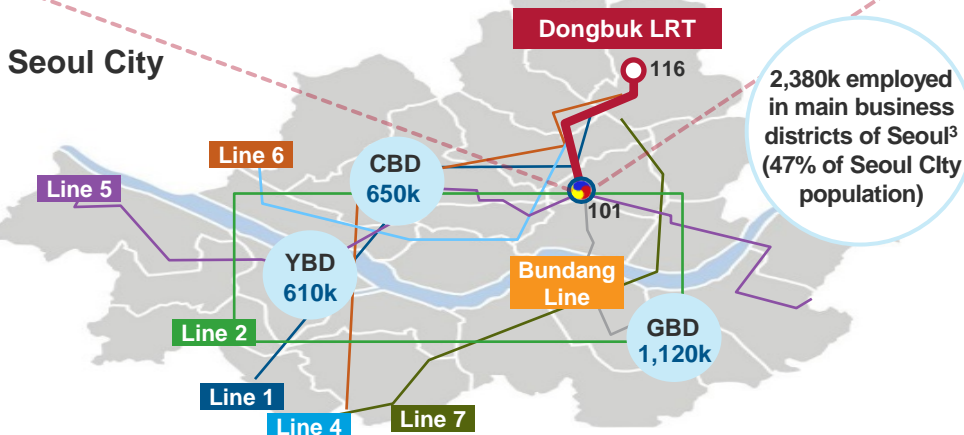 Dongbuk LRT
Seoul City
116
2,380k employed
in main business
districts of Seoul³
(47% of Seoul CIty
population)
Line 6
CBD
650k
Line 5
101
YBD
610k
Bundang
Line
Line 2
GBD
1,120k
Line 1
Line 4
Line 7